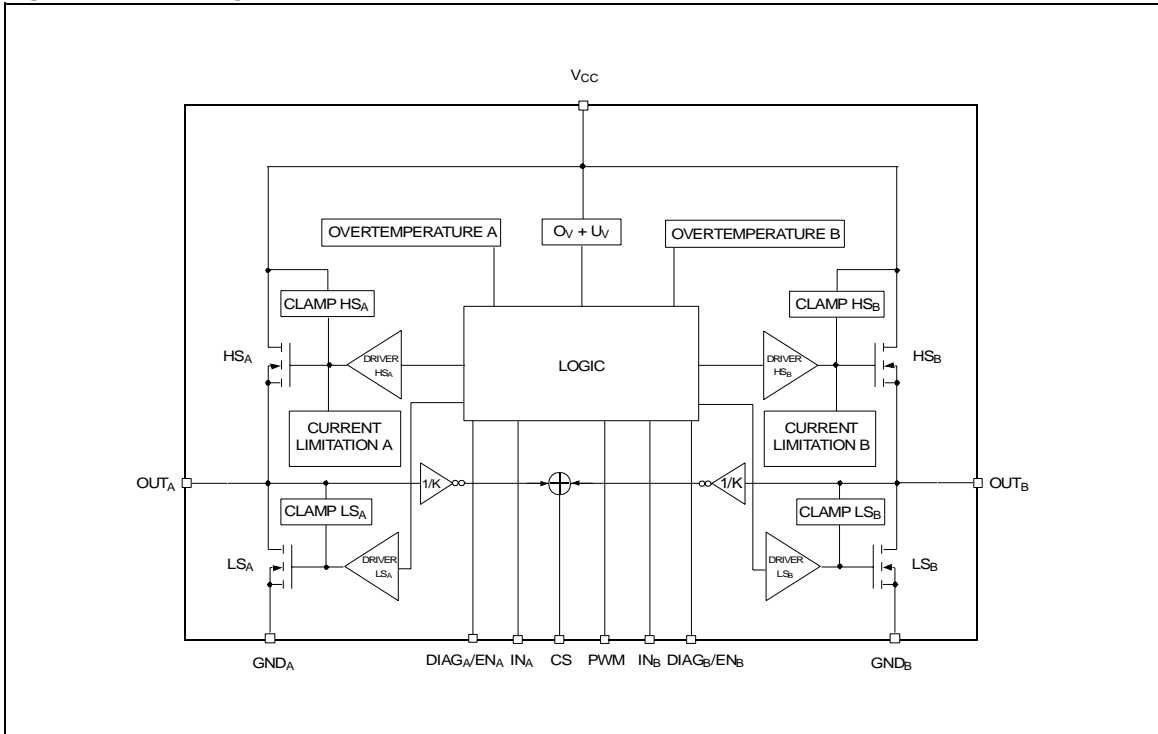 VCC
OVERTEMPERATURE A
OV + UV
OVERTEMPERATURE B
CLAMP HSA
CLAMP HSB
HSA
DRIVER
HSA
LOGIC
DRIVER
HSB
HSB
CURRENT
LIMITATION A
CURRENT
LIMITATION B
OUTA
1/K
1/K
OUTB
CLAMP LSA
CLAMP LSB
LSA
DRIVER
LSA
DRIVER
LSB
LSB
GNDA
DIAGA/ENA
INA
CS
PWM
INB
DIAGB/ENB
GNDB